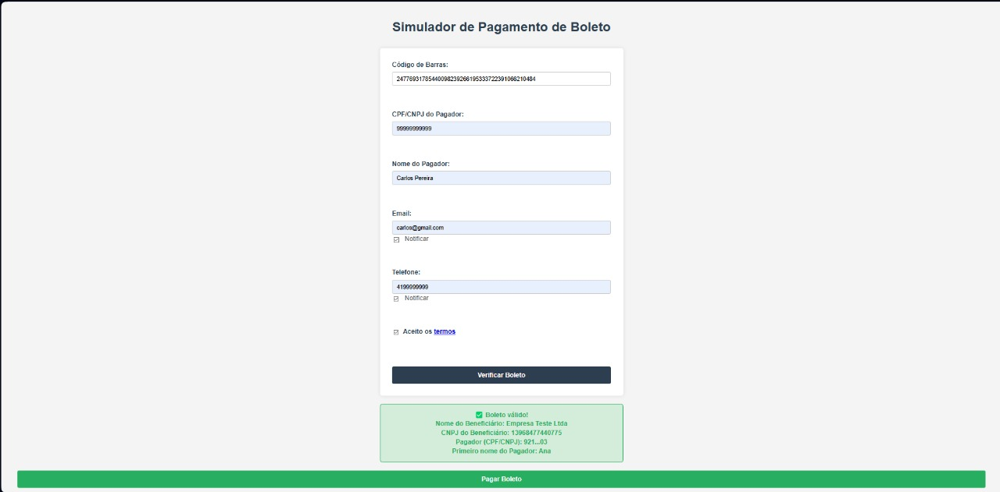 Simulador de Pagamento de Boleto
Código de Barras:
24776931785440098239266195333722391066210484
CPF/CNPJ do Pagador:
99999999999
Nome do Pagador:
Carlos Pereira
Email:
carlos@gmail.com
Notificar
Telefone:
4199999999
Notificar
Aceito os termos
Verificar Boleto
Boleto válido!
Nome do Beneficiário: Empresa Teste Ltda
CNPJ do Beneficiário: 13968477440775
Pagador (CPF/CNPJ): 921...03
Primeiro nome do Pagador: Ana
Pagar Boleto